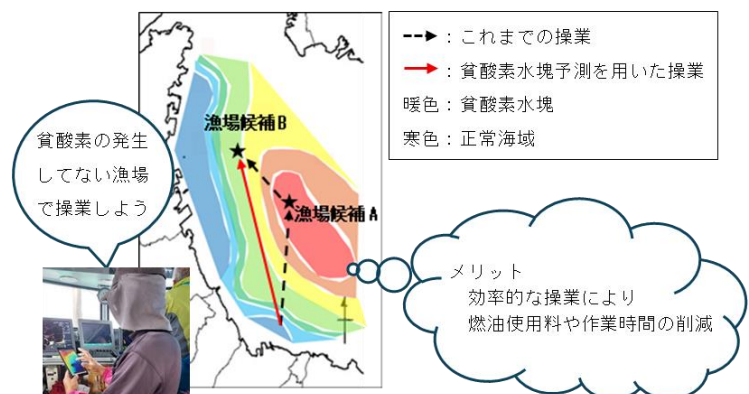 ：これまでの操業
：貧酸素水塊予測を用いた操業
暖色：貧酸素水塊
寒色：正常海域
漁場候補B
漁場候補A
貧酸素の発生
してない漁場
で操業しよう
メリット
効率的な操業により
燃油使用料や作業時間の削減